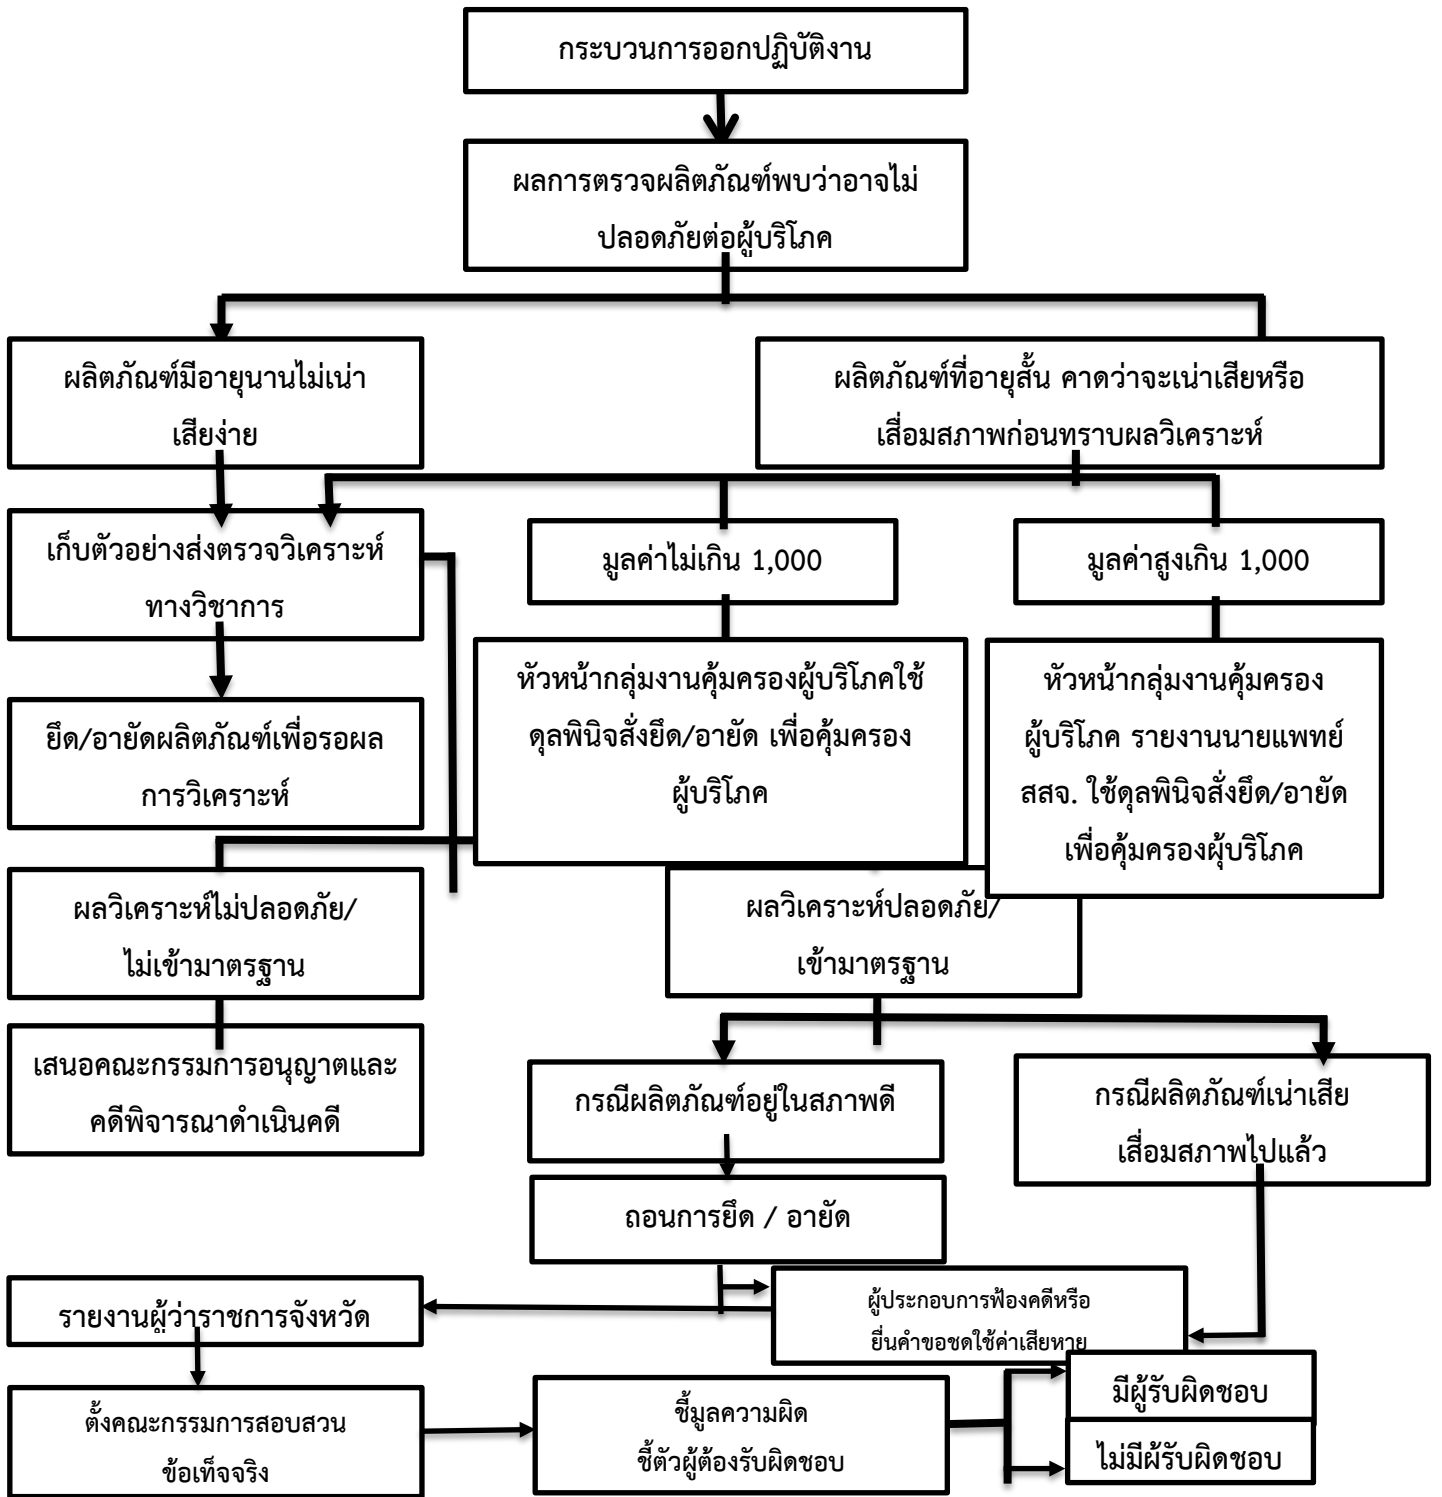 กระบวนการออกปฏิบัติงาน
ผลการตรวจผลิตภัณฑ์พบว่าอาจไม่
ปลอดภัยต่อผู้บริโภค
ผลิตภัณฑ์มีอายุนานไม่เน่า
เสียง่าย
ผลิตภัณฑ์ที่อายุสั้น คาดว่าจะเน่าเสียหรือ
เสื่อมสภาพก่อนทราบผลวิเคราะห์
เก็บตัวอย่างส่งตรวจวิเคราะห์
ทางวิชาการ
มูลค่าไม่เกิน 1,000
มูลค่าสูงเกิน 1,000
ยึด/อายัดผลิตภัณฑ์เพื่อรอผล
การวิเคราะห์
หัวหน้ากลุ่มงานคุ้มครองผู้บริโภคใช้
ดุลพินิจสั่งยึด/อายัด เพื่อคุ้มครอง
ผู้บริโภค
หัวหน้ากลุ่มงานคุ้มครอง
ผู้บริโภค รายงานนายแพทย์
สสจ. ใช้ดุลพินิจสั่งยึด/อายัด
เพื่อคุ้มครองผุ้บริโภค
ผลวิเคราะห์ไม่ปลอดภัย/
ไม่เข้ามาตรฐาน
ผลวิเคราะห์ปลอดภัย/
เข้ามาตรฐาน
เสนอคณะกรรมการอนุญาตและ
คดีพิจารณาดำเนินคดี
กรณีผลิตภัณฑ์อยู่ในสภาพดี
กรณีผลิตภัณฑ์เน่าเสีย
เสื่อมสภาพไปแล้ว
ถอนการยึด / อายัด
รายงานผู้ว่าราชการจังหวัด
ผู้ประกอบการฟ้องคดีหรือ
ยื่นคำขอชดใช้ค่าเสียหาย
ตั้งคณะกรรมการสอบสวน
ข้อเท็จจริง
ชี้มูลความผิด
ชี้ตัวผู้ต้องรับผิดชอบ
มีผู้รับผิดชอบ
ไม่มีผู้รับผิดชอบ